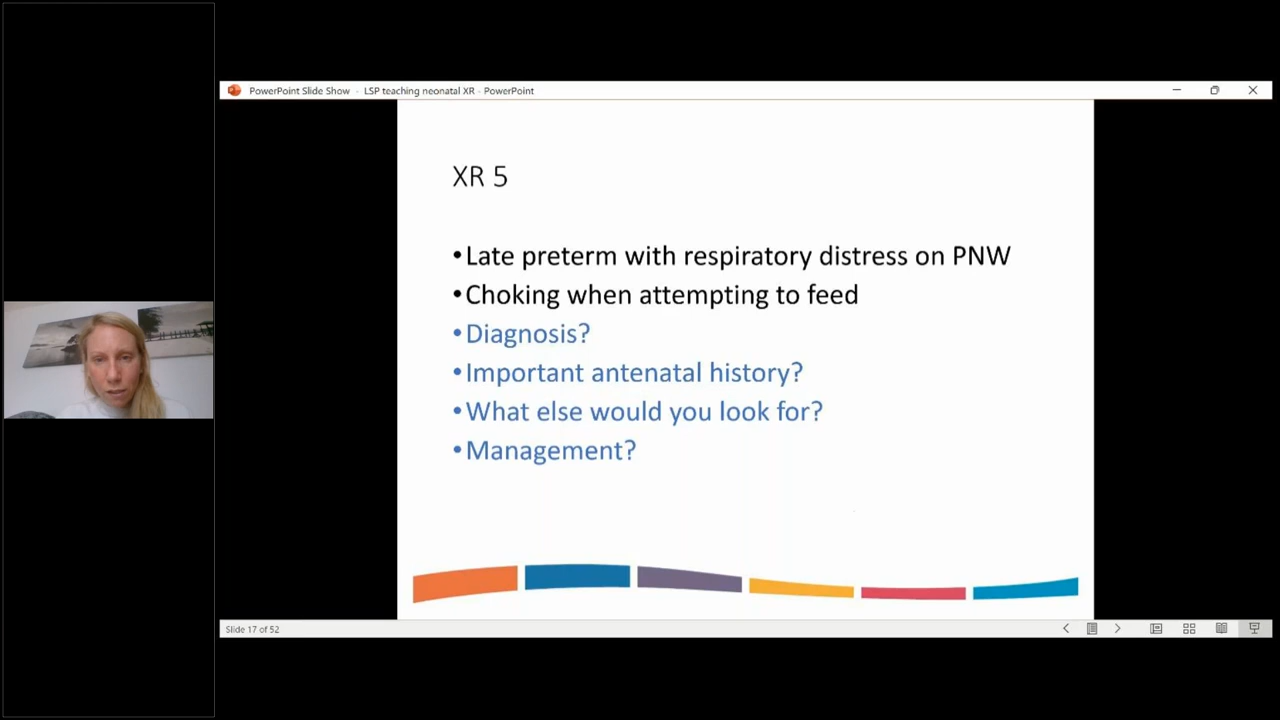 PowerPoint Slide Show - LSP teaching neonatal XR - PowerPoint
XR 5
•Late preterm with respiratory distress on PNW
•Choking when attempting to feed
•Diagnosis?
•Important antenatal history?
•What else would you look for?
•Management?
Slide 17 of 52